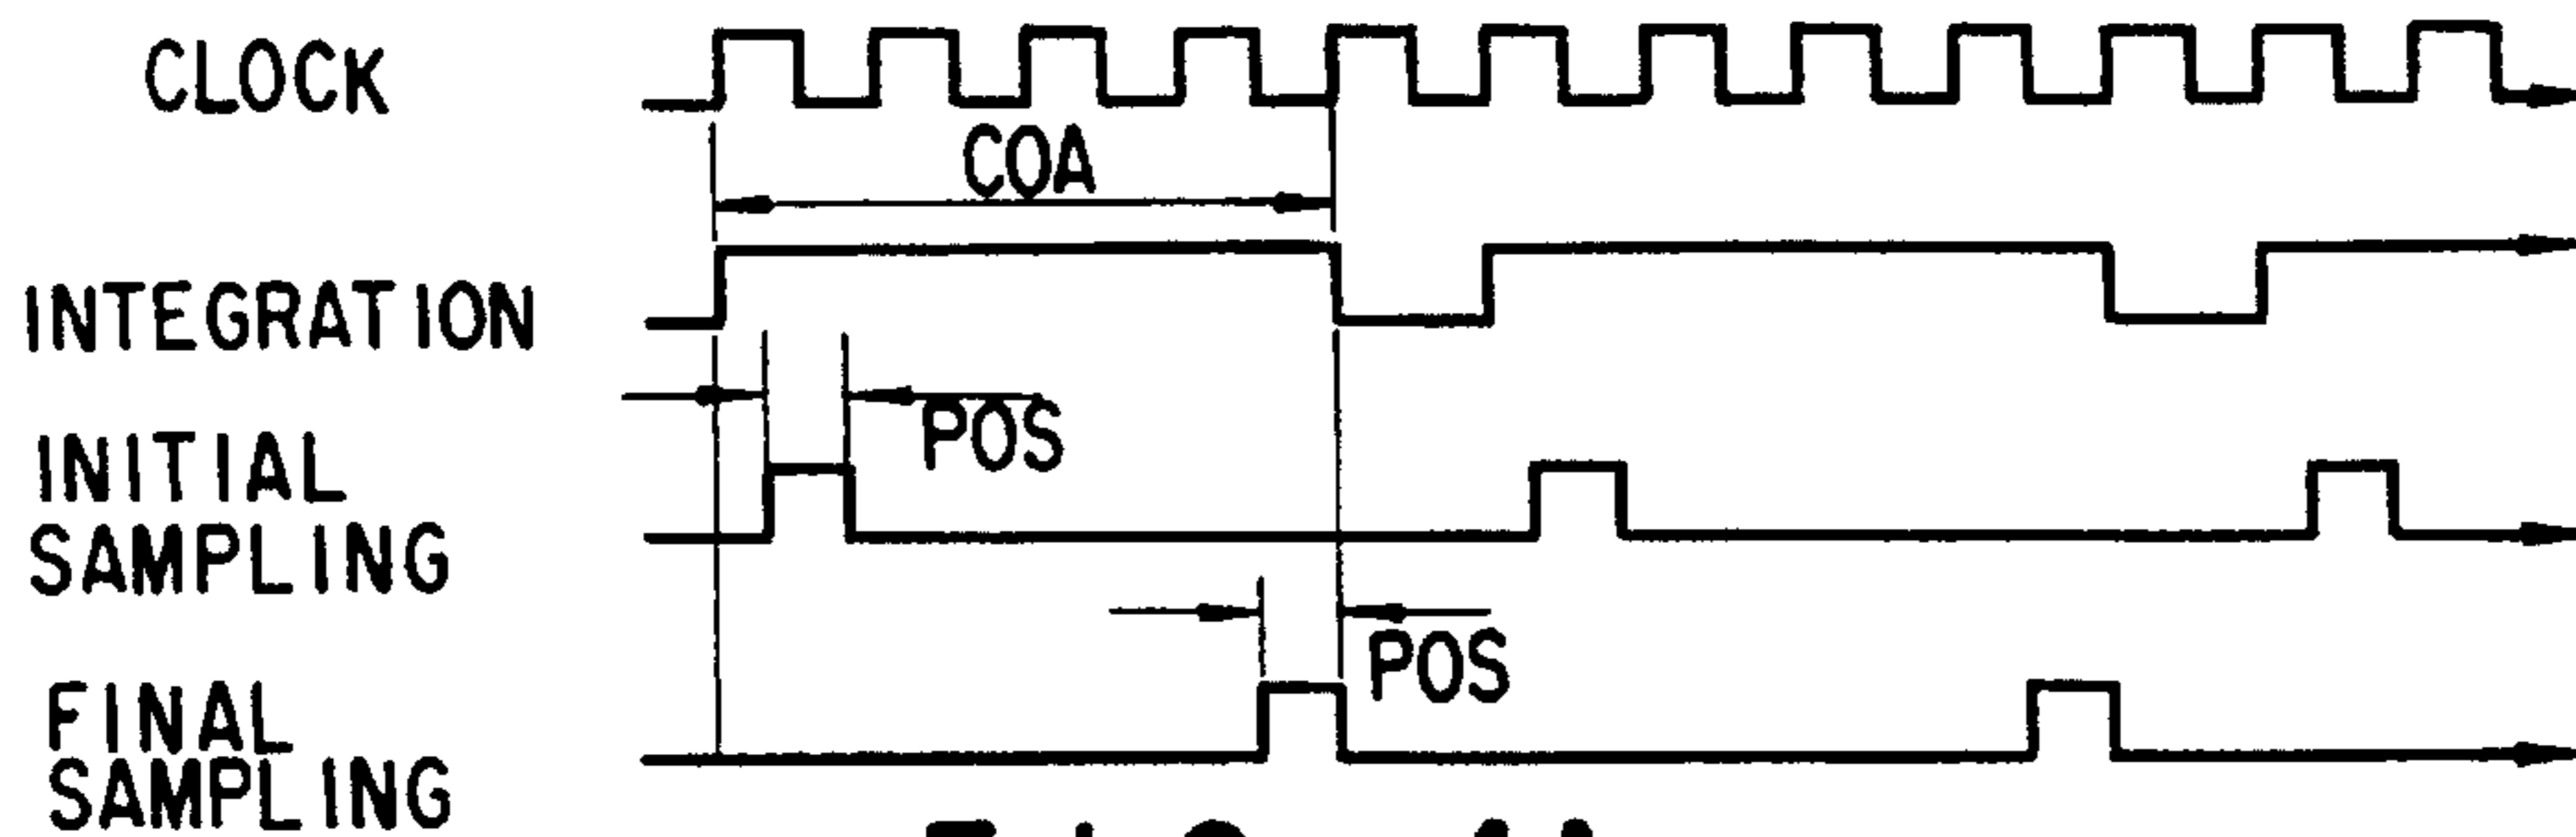 CLOCK
COA
INTEGRATION
POS
INITIAL
SAMPLING
POS
FINAL
SAMPLING